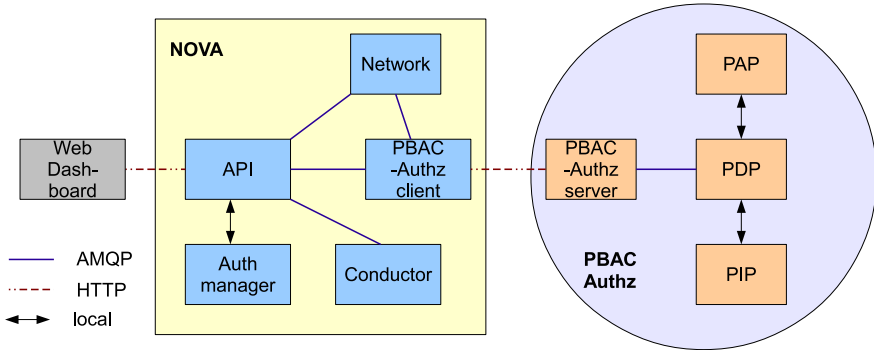 NOVA
Network
PAP
Web
Dash-
board
API
PBAC
-Authz
client
PBAC
-Authz
server
PDP
Auth
manager
Conductor
PBAC
Authz
PIP
AMQP
HTTP
local